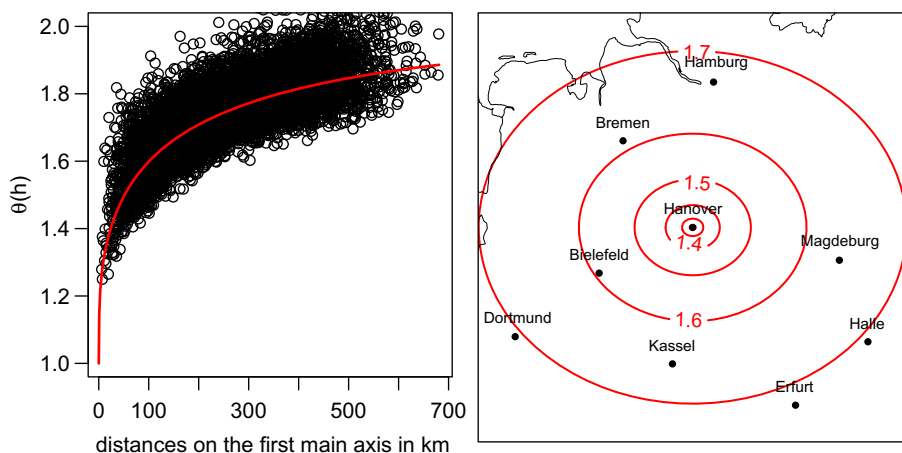 2.0
1.8
1.6
1.4
1.2
1.0
θ(h)
0
100
300
500
700
distances on the first main axis in km
1.7
Hamburg
Bremen
1.5
Hanover
1.4
Magdeburg
Bielefeld
1.6
Dortmund
Halle
Kassel
Erfurt